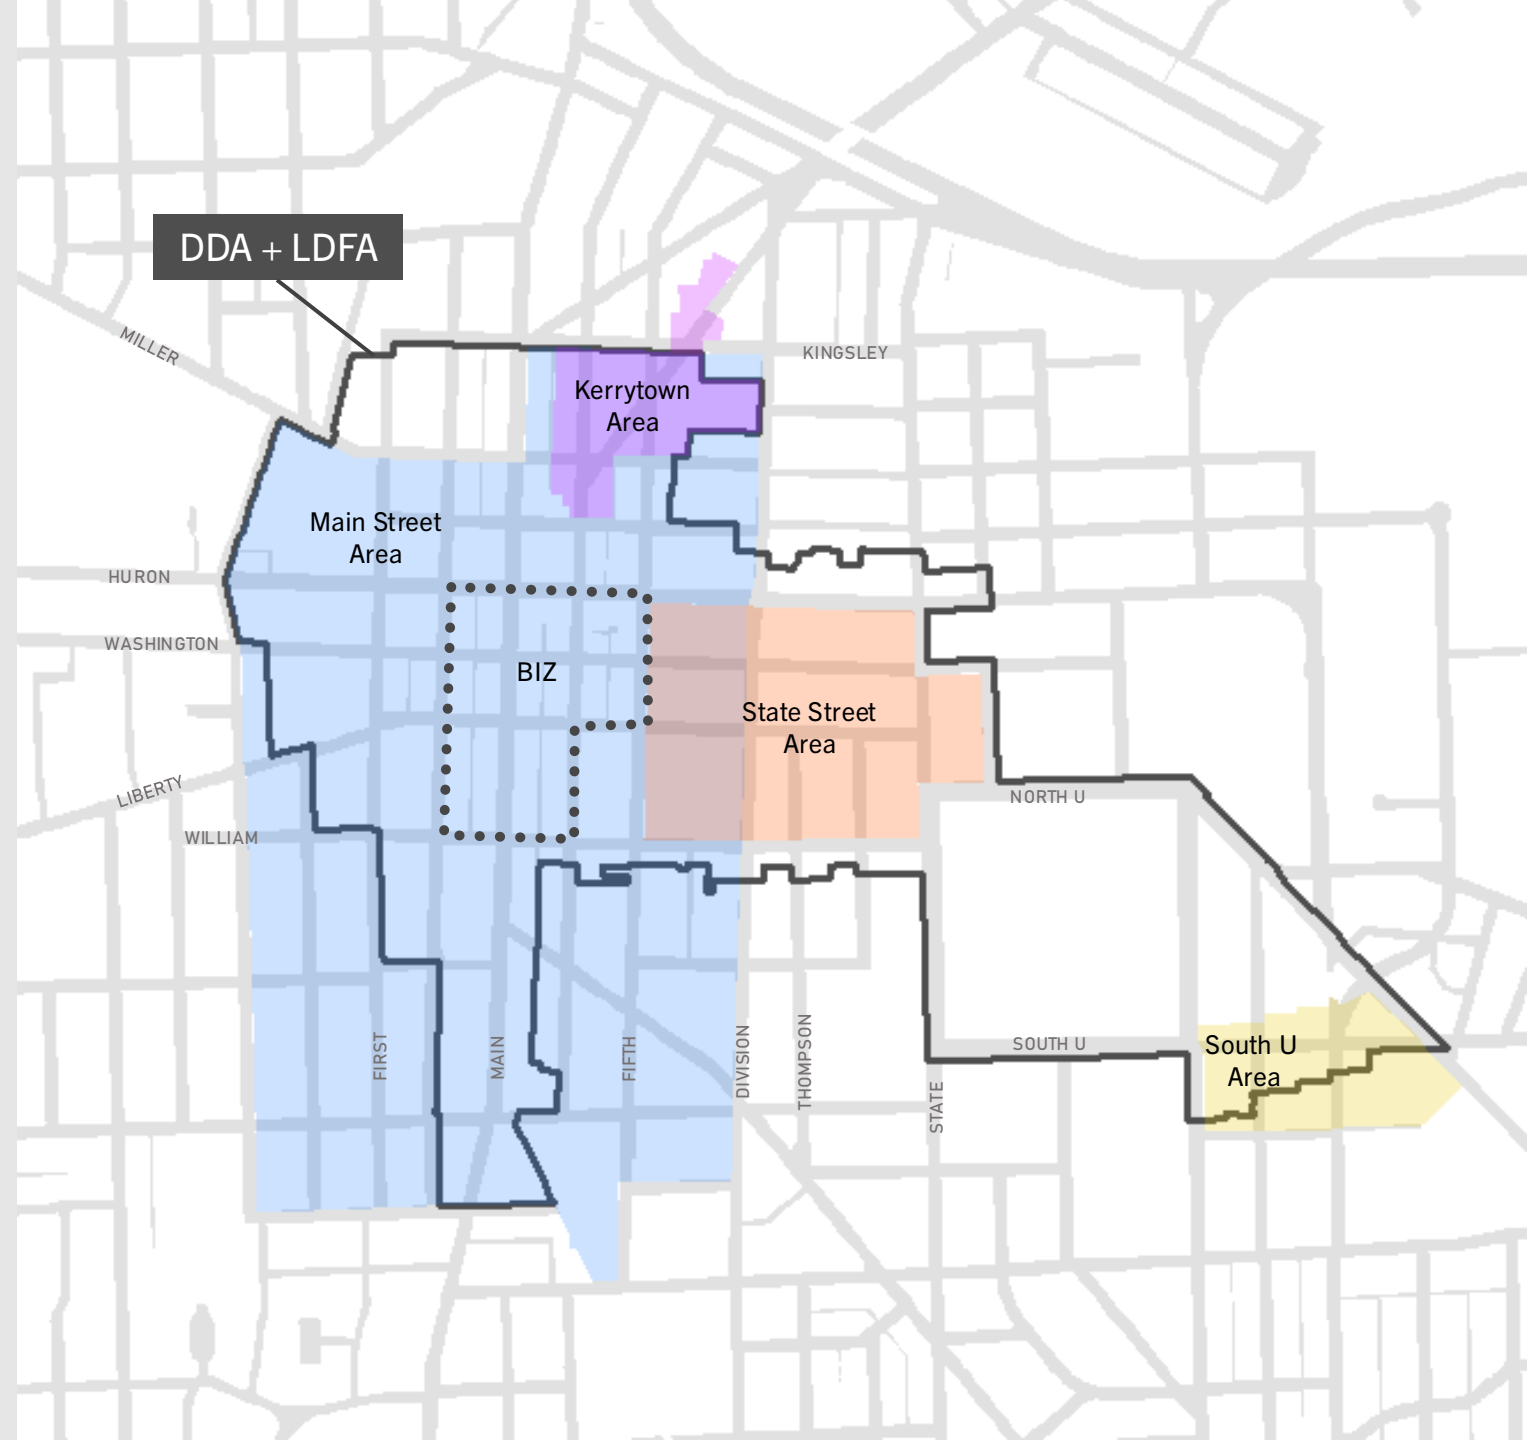 DDA + LDFA
MILLER
KINGSLEY
Kerrytown
Area
Main Street
Area
HURON
WASHINGTON
BIZ
State Street
Area
LIBERTY
NORTH U
WILLIAM
FIRST
MAIN
FIFTH
DIVISION
THOMPSON
STATE
SOUTH U
South U
Area